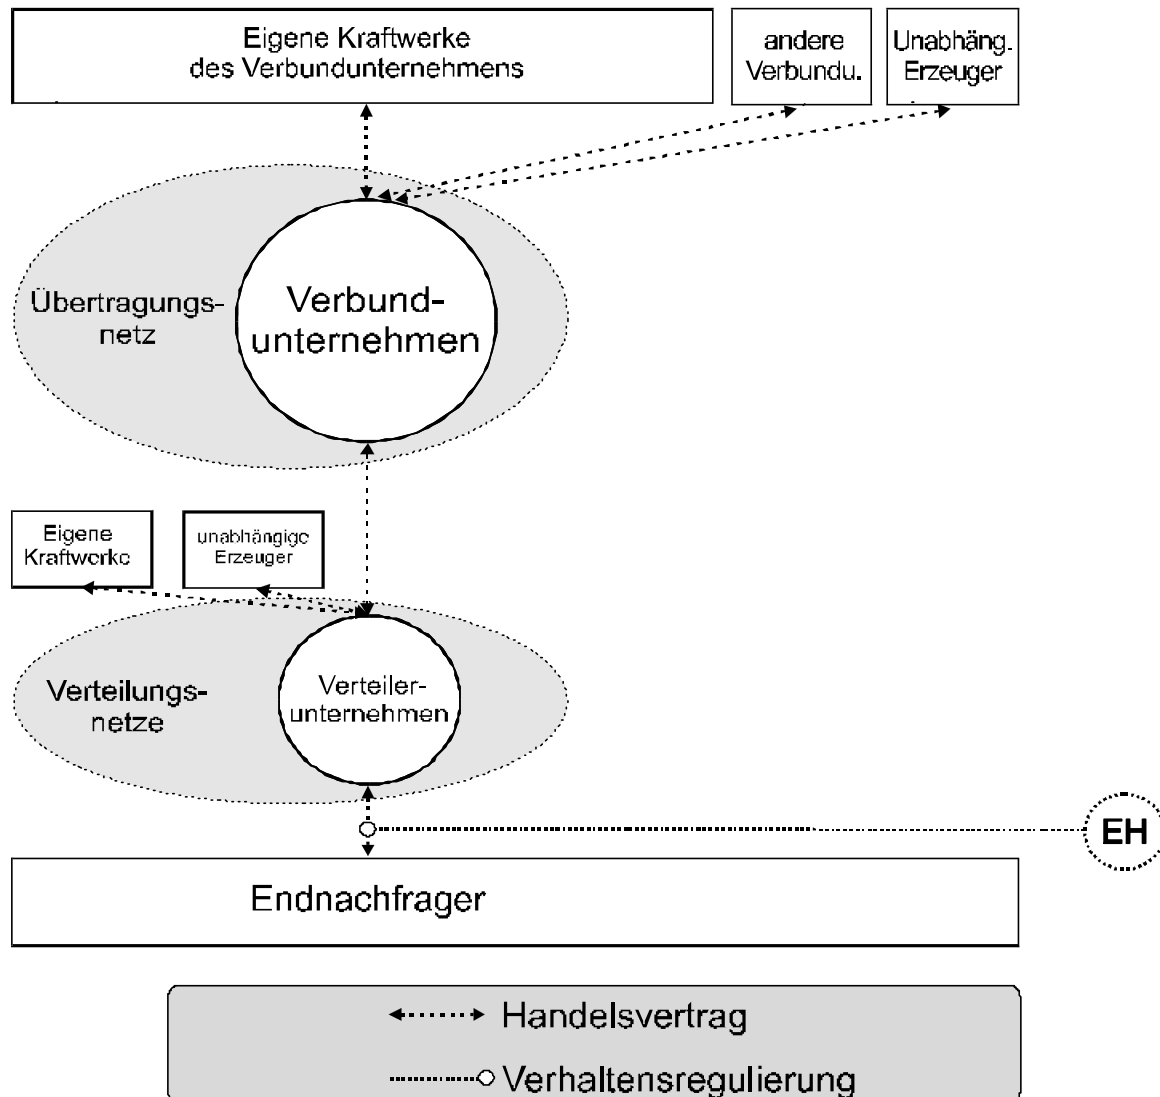 Eigene Kraftwerke
des Verbundunternehmens
andere
Verbundu.
Unabhäng.
Erzeuger
Übertragungs-
netz
Verbund-
unternehmen
Eigene
Kraftwerke
unabhängige
Erzeuger
Verteilungs-
netze
Verteiler-
unternehmen
EH
Endnachfrager
Handelsvertrag
Verhaltensregulierung